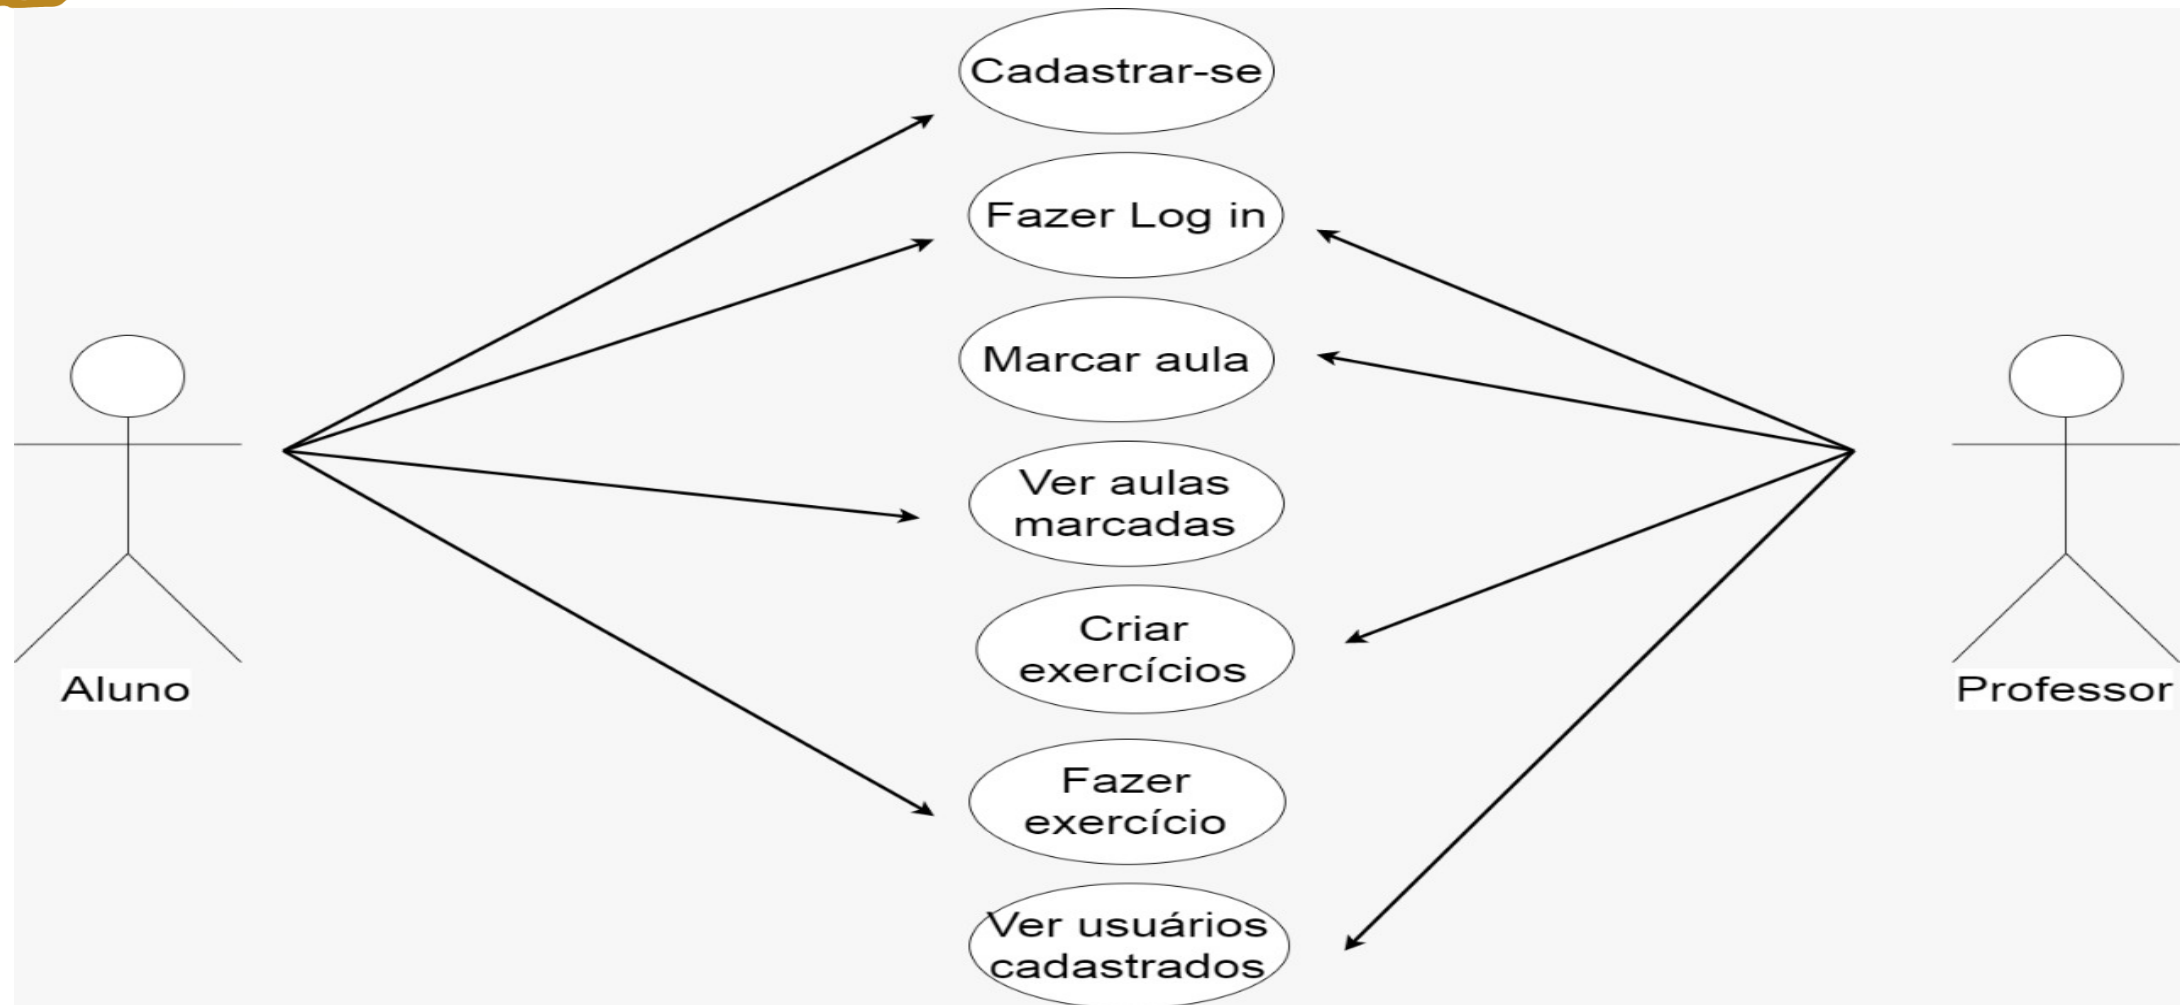 Cadastrar-se
Fazer Log in
Marcar aula
Ver aulas
marcadas
Criar
exercícios
Aluno
Professor
Fazer
exercício
Ver usuários
cadastrados